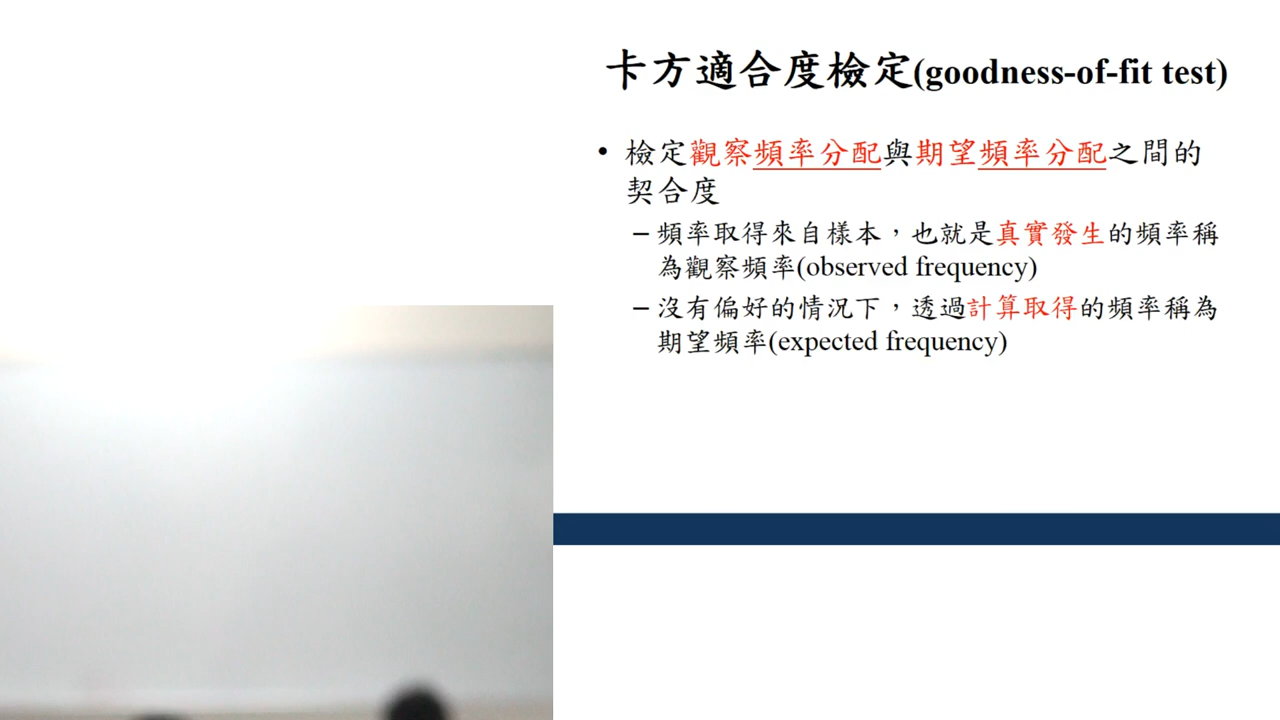 卡方適合度檢定(goodness-of-fit test)
• 檢定觀察頻率分配與期望頻率分配之間的
契合度
– 頻率取得來自樣本，也就是真實發生的頻率稱
為觀察頻率(observed frequency)
– 沒有偏好的情況下，透過計算取得的頻率稱為
期望頻率(expected frequency)